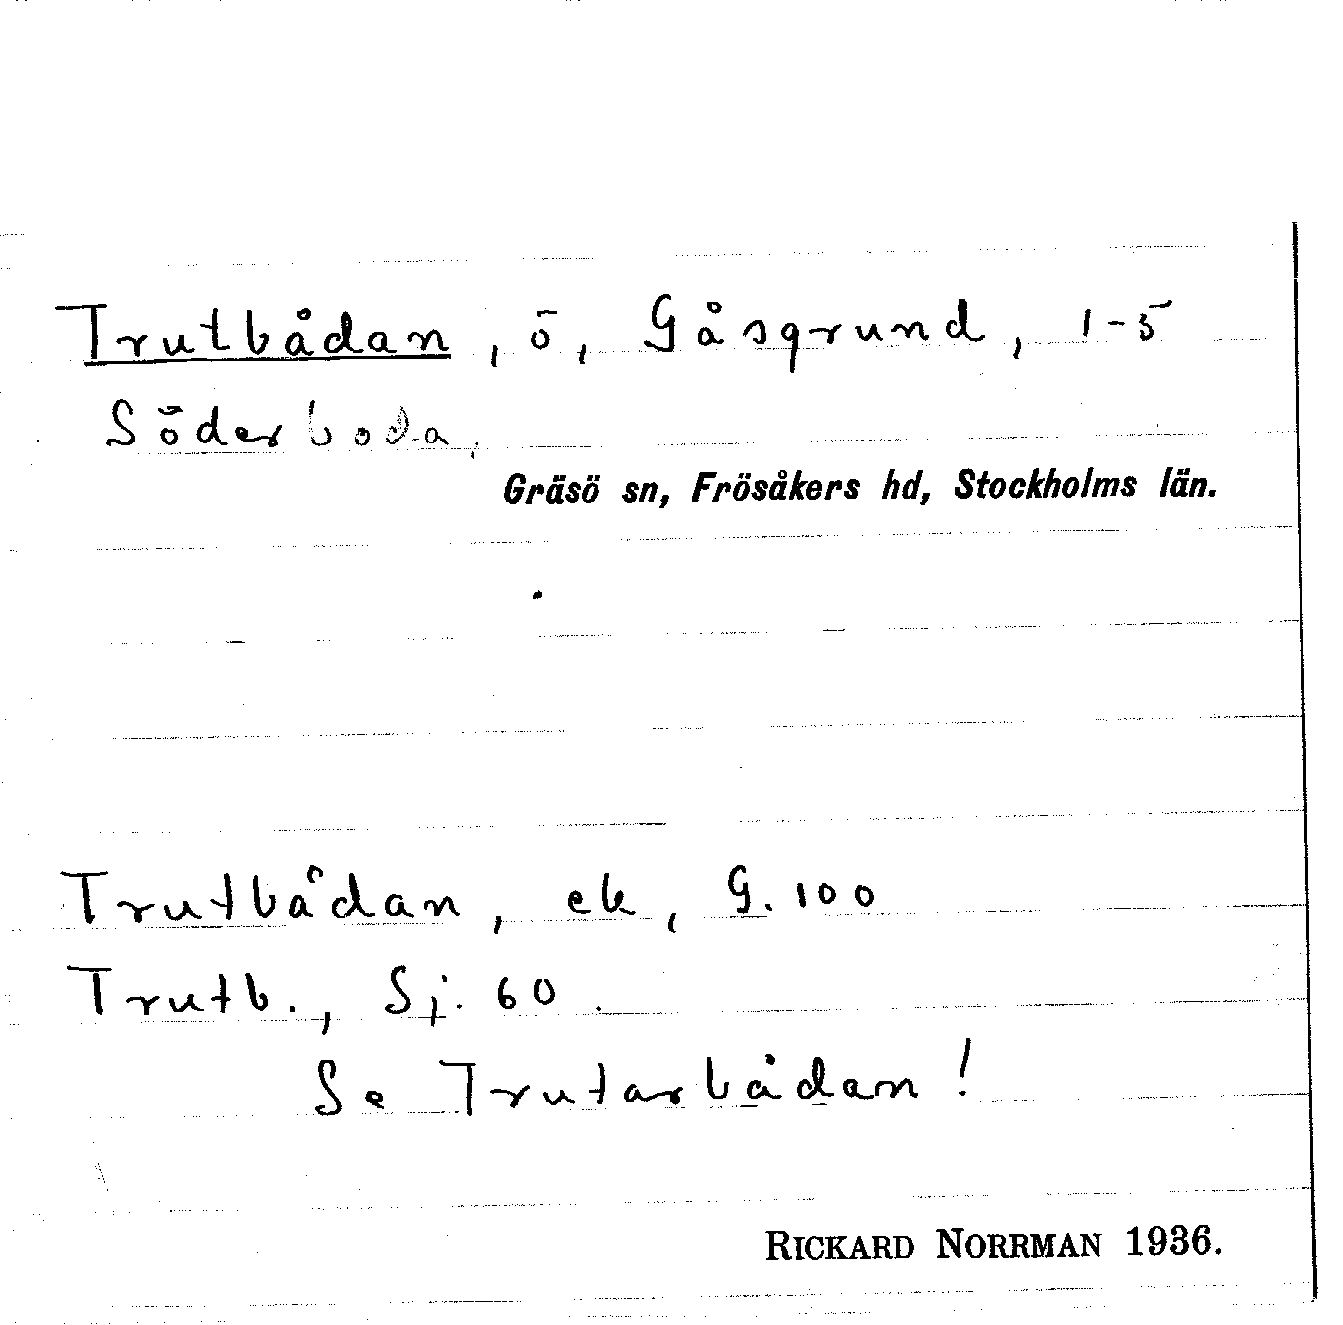 Trutbådan, ö, Gåsgrund, 1-5
Söderboda.
Gräsö sn, Frösåkers hd, Stockholms län.
Trutbådan, ek, G. 100
Trutb., Sj. 60.
Se Trutarbådan!
RICKARD NORRMAN 1936.